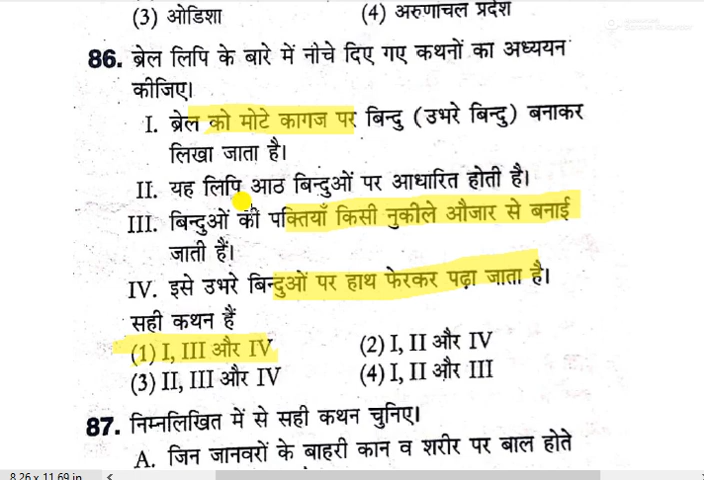 (3) ओडिशा (4) अरुणाचल प्रदेश
86. ब्रेल लिपि के बारे में नीचे दिए गए कथनों का अध्ययन
कीजिए।
I. ब्रेल को मोटे कागज पर बिन्दु (उभरे बिन्दु) बनाकर
लिखा जाता है।
II. यह लिपि आठ बिन्दुओं पर आधारित होती है।
III. बिन्दुओं की पक्तियाँ किसी नुकीले औजार से बनाई
जाती हैं।
IV. इसे उभरे बिन्दुओं पर हाथ फेरकर पढ़ा जाता है।
सही कथन हैं
(1) I, III और IV (2) I, II और IV
(3) II, III और IV (4) I, II और III
87. निम्नलिखित में से सही कथन चुनिए।
A. जिन जानवरों के बाहरी कान व शरीर पर बाल होते
8.26 x 11.69 in